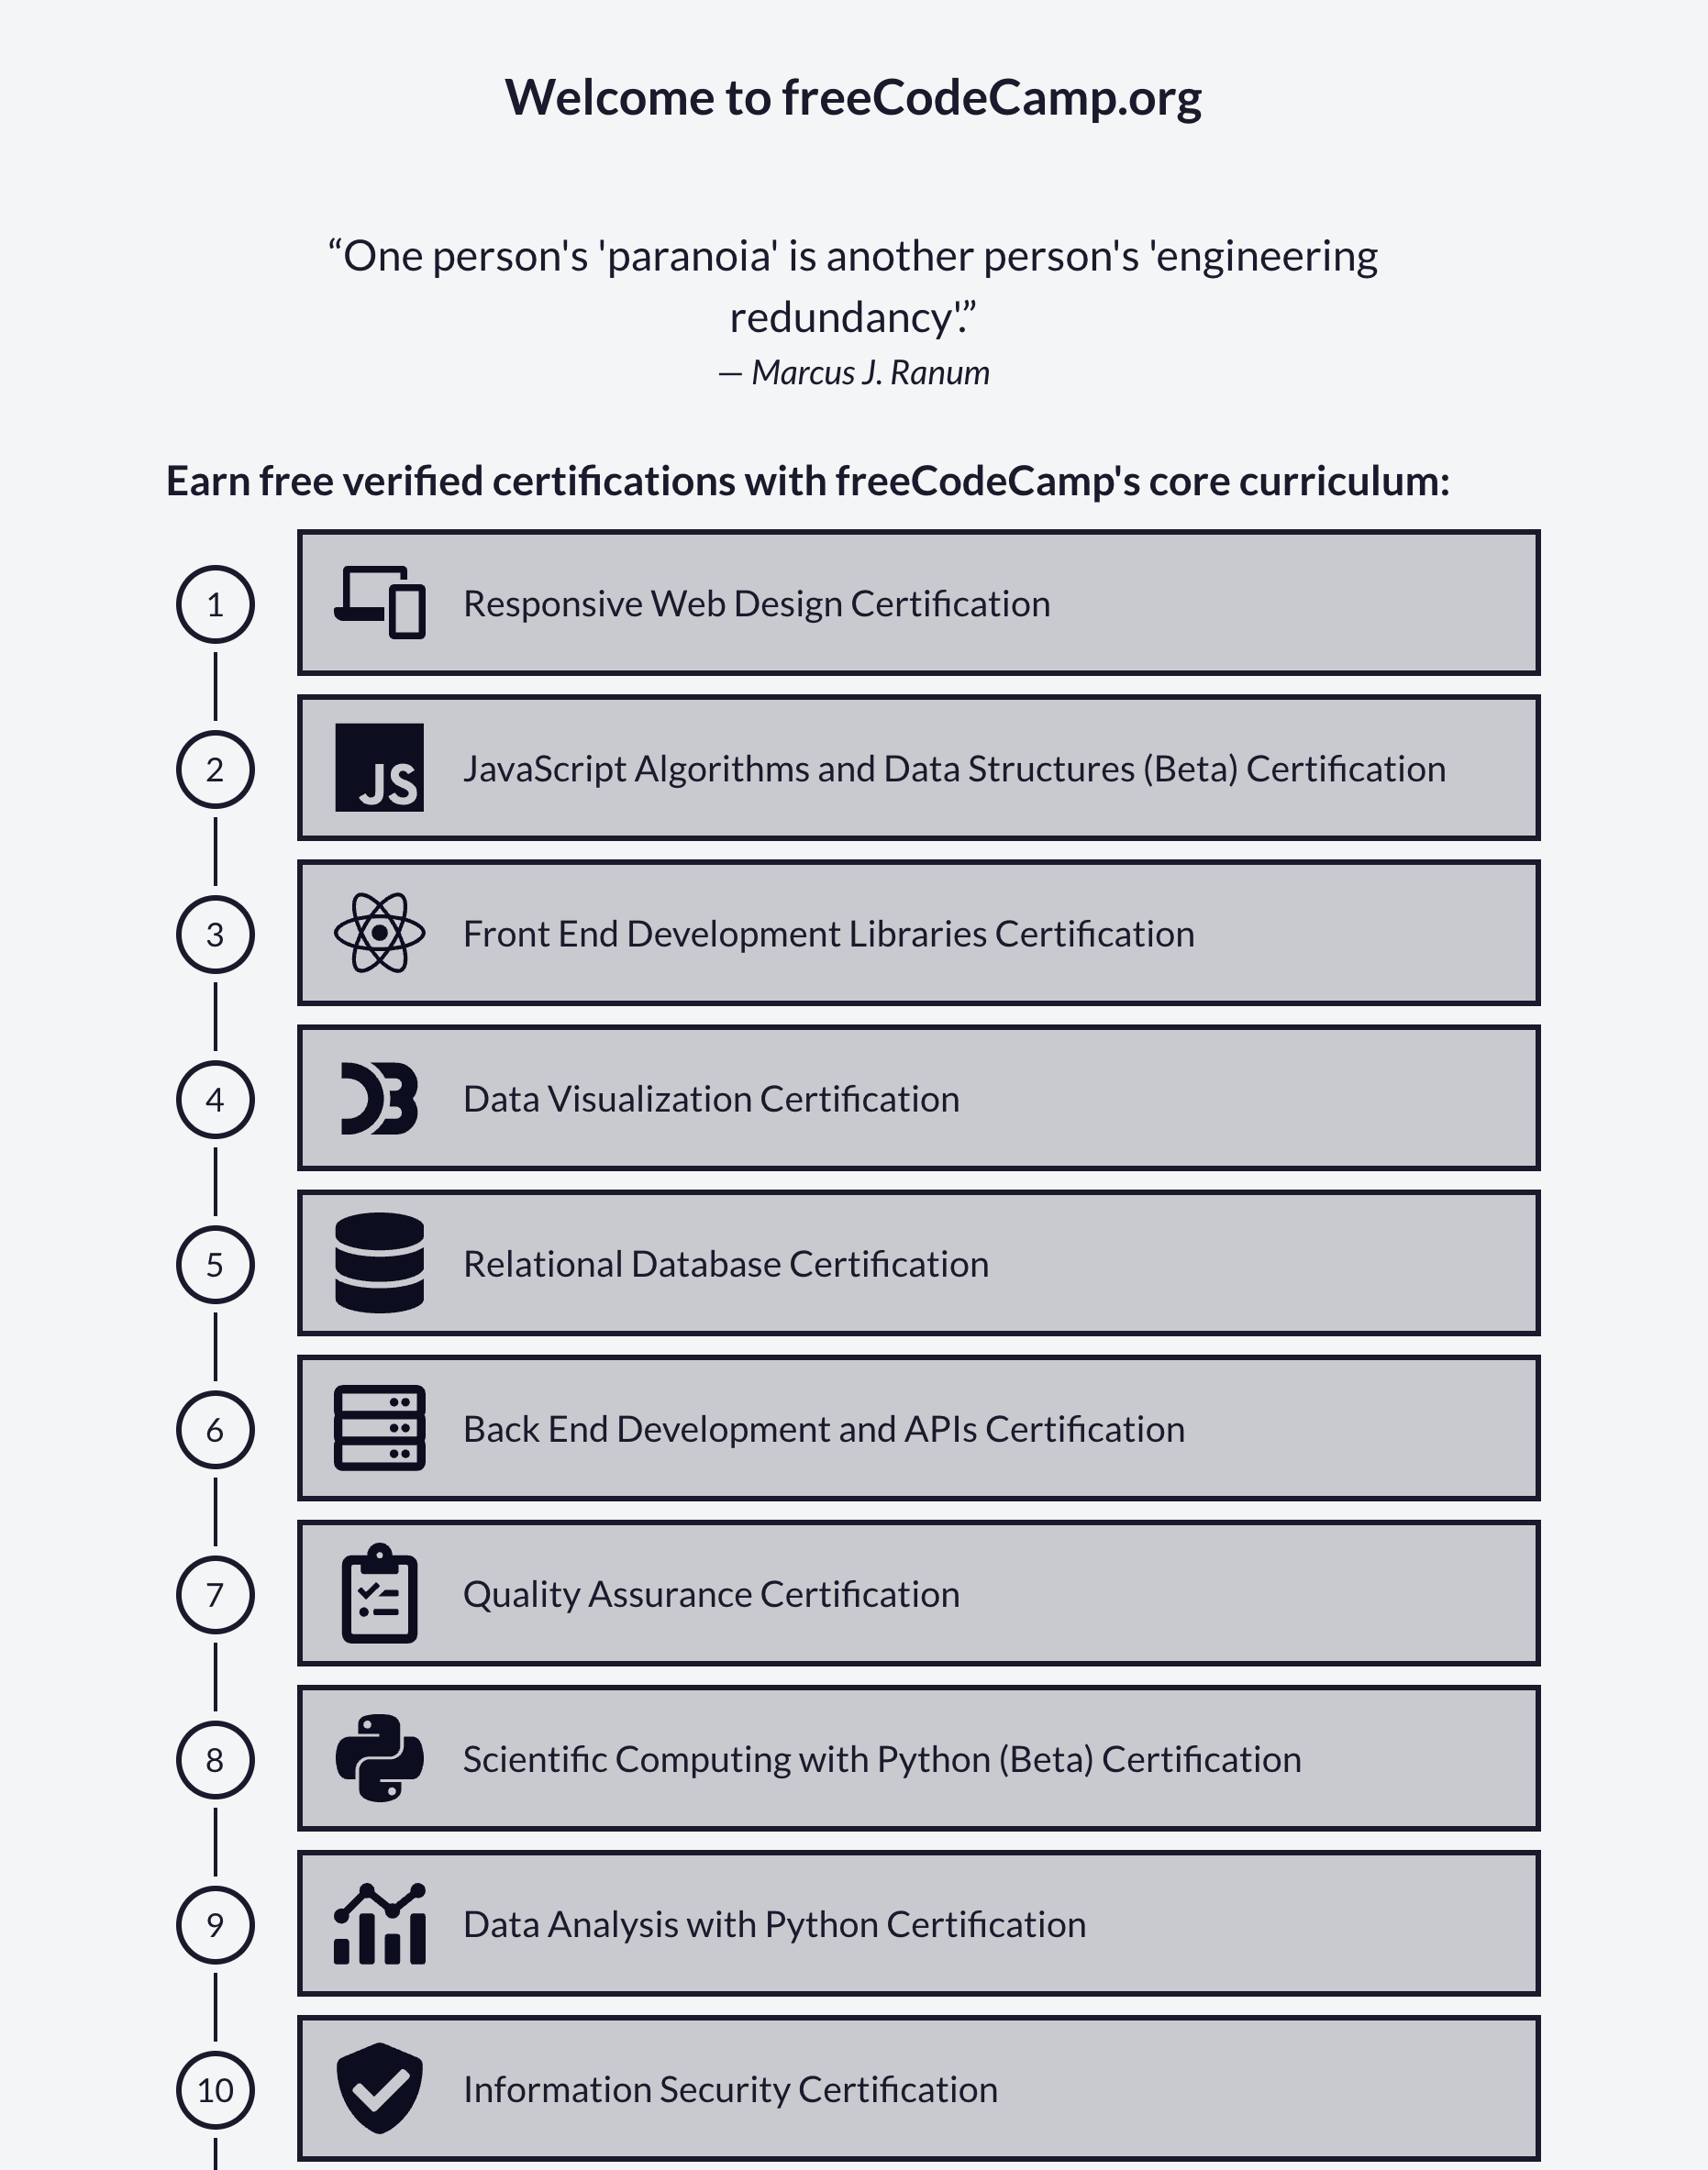 Welcome to freeCodeCamp.org
“One person's 'paranoia' is another person's 'engineering
redundancy'.”
— Marcus J. Ranum
Earn free verified certifications with freeCodeCamp's core curriculum:
1 Responsive Web Design Certification
2 JS JavaScript Algorithms and Data Structures (Beta) Certification
3 Front End Development Libraries Certification
4 D3 Data Visualization Certification
5 Relational Database Certification
6 Back End Development and APIs Certification
7 Quality Assurance Certification
8 Scientific Computing with Python (Beta) Certification
9 Data Analysis with Python Certification
10 Information Security Certification